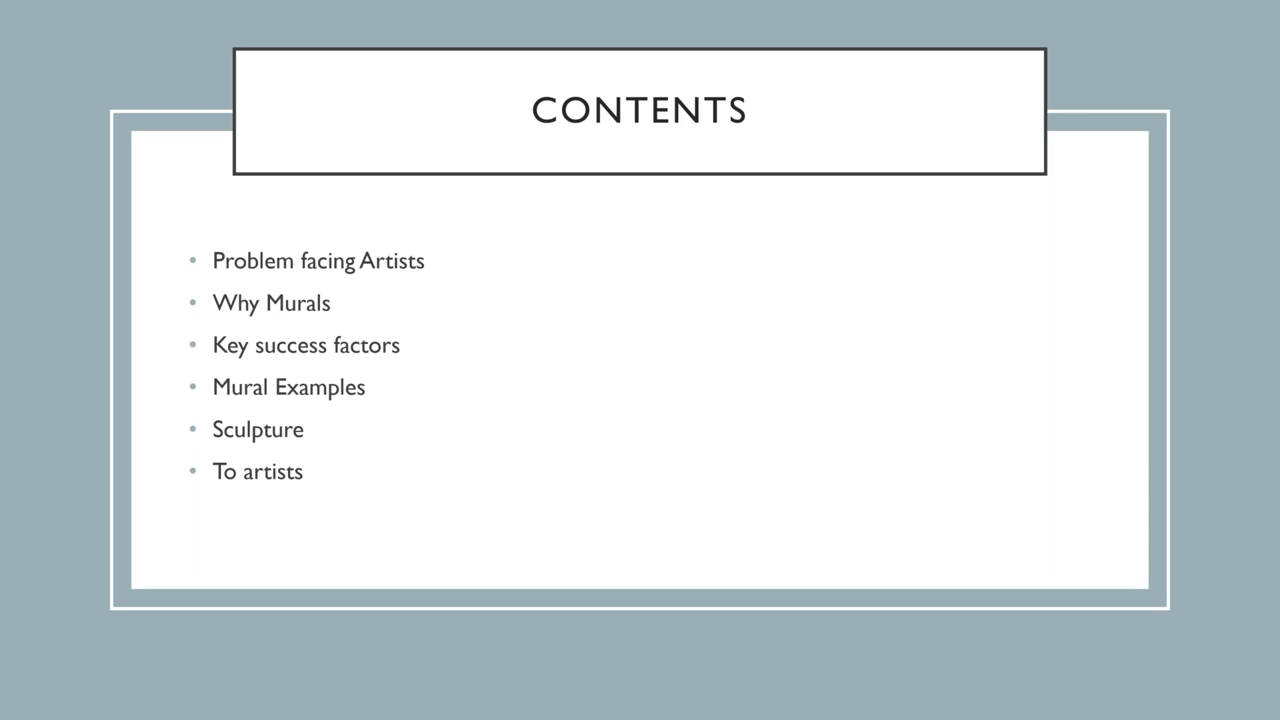 CONTENTS
• Problem facing Artists
• Why Murals
• Key success factors
• Mural Examples
• Sculpture
• To artists